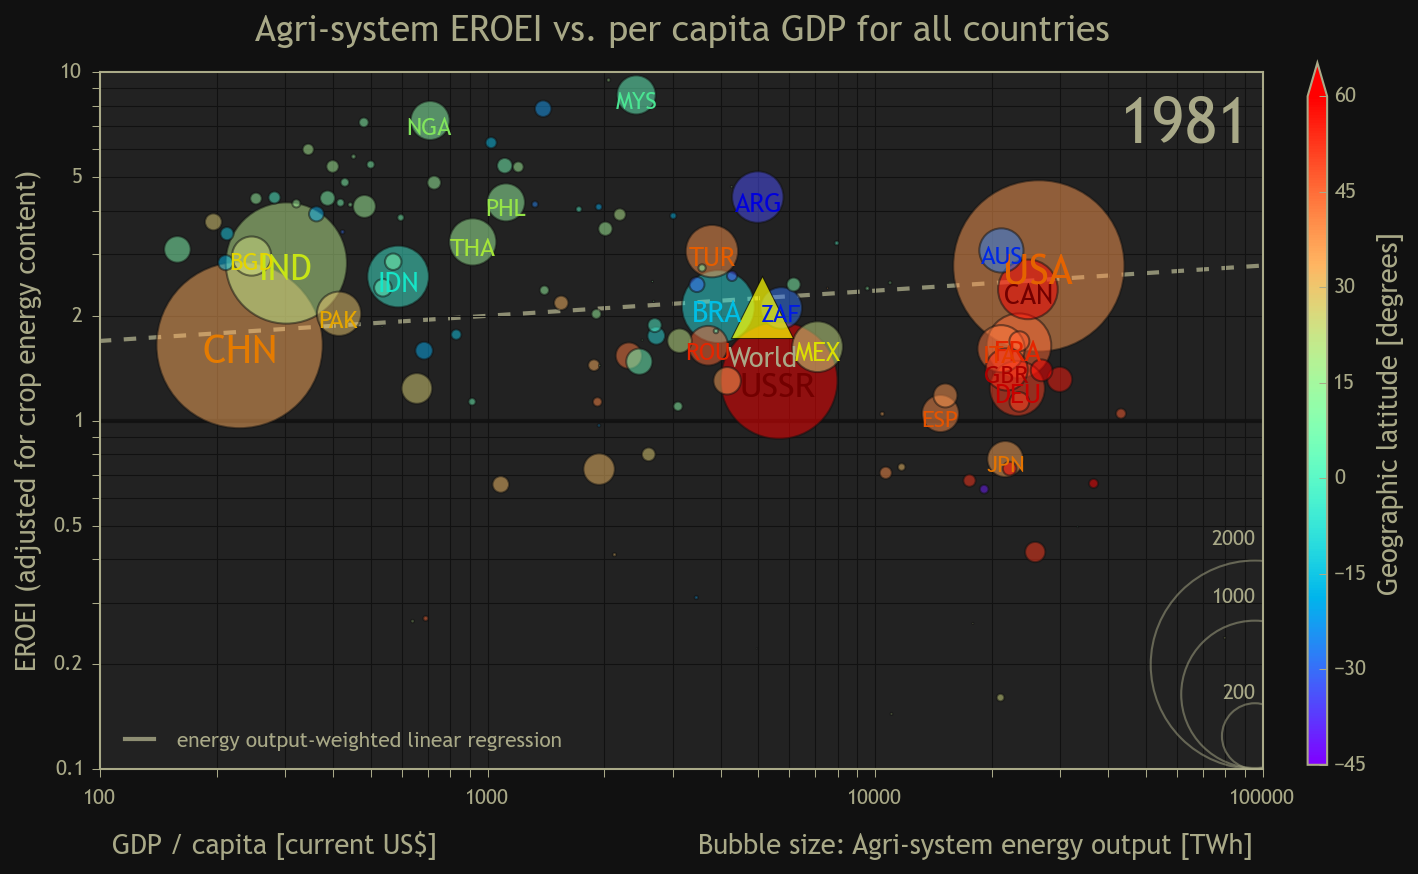 Agri-system EROEI vs. per capita GDP for all countries
1981
EROEI (adjusted for crop energy content)
10
5
2
1
0.5
0.2
0.1
MYS
NGA
PHL
THA
ARG
TUR
AUS
USA
CAN
BGD
IND
IDN
PAK
BRA
ZAF
CHN
ROU
World
MEX
USSR
FRA
GBR
DEU
ESP
JPN
2000
1000
200
energy output-weighted linear regression
100
1000
10000
100000
GDP / capita [current US$]
Bubble size: Agri-system energy output [TWh]
60
45
30
15
0
−15
−30
−45
Geographic latitude [degrees]